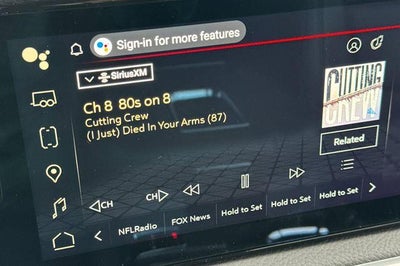 Sign-in for more features
SiriusXM
Ch 8 80s on 8
Cutting Crew
(I Just) Died In Your Arms (87)
CUTTING
CREW
Related
CH
CH
NFLRadio
FOX News
Hold to Set
Hold to Set
Hold to Set